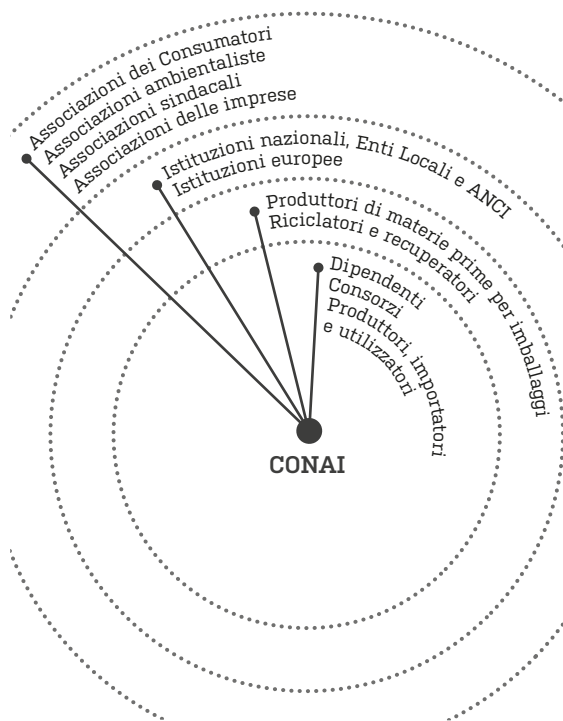 Associazioni dei Consumatori
Associazioni ambientaliste
Associazioni sindacali
Associazioni delle imprese
Istituzioni nazionali, Enti Locali e ANCI
Istituzioni europee
Produttori di materie prime per imballaggi
Riciclatori e recuperatori
Dipendenti
Consorzi
Produttori, importatori
e utilizzatori
CONAI